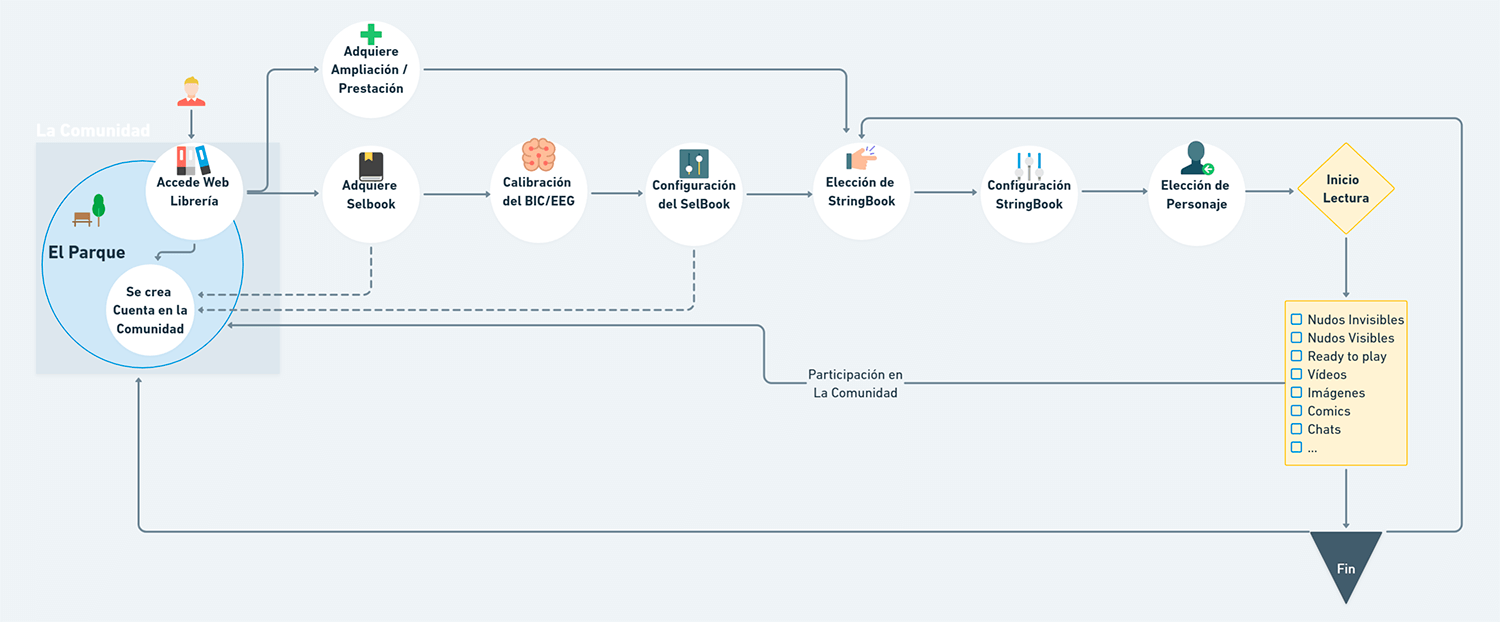 Adquiere
Ampliación /
Prestación
La Comunidad
Accede Web
Librería
Adquiere
Selbook
Calibración
del BIC/EEG
Configuración
del SelBook
Elección de
StringBook
Configuración
StringBook
Elección de
Personaje
Inicio
Lectura
El Parque
Se crea
Cuenta en la
Comunidad
Nudos Invisibles
Nudos Visibles
Ready to play
Vídeos
Imágenes
Comics
Chats
...
Participación en
La Comunidad
Fin